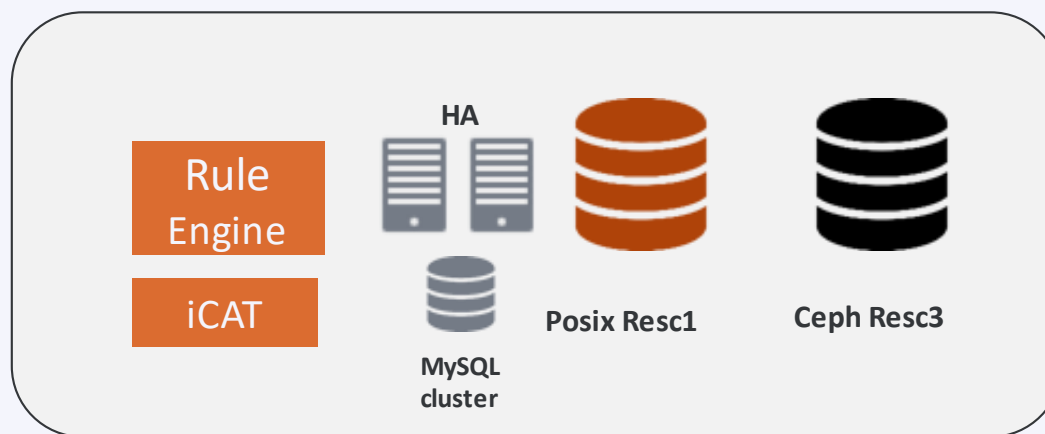 Rule
Engine
iCAT
HA
MySQL
cluster
Posix Resc1
Ceph Resc3